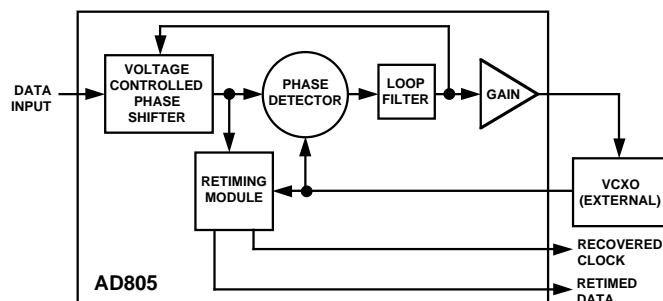 VOLTAGE
CONTROLLED
PHASE
SHIFTER
DATA
INPUT
PHASE
DETECTOR
LOOP
FILTER
GAIN
RETIMING
MODULE
VCXO
(EXTERNAL)
RECOVERED
CLOCK
AD805
RETIMED
DATA